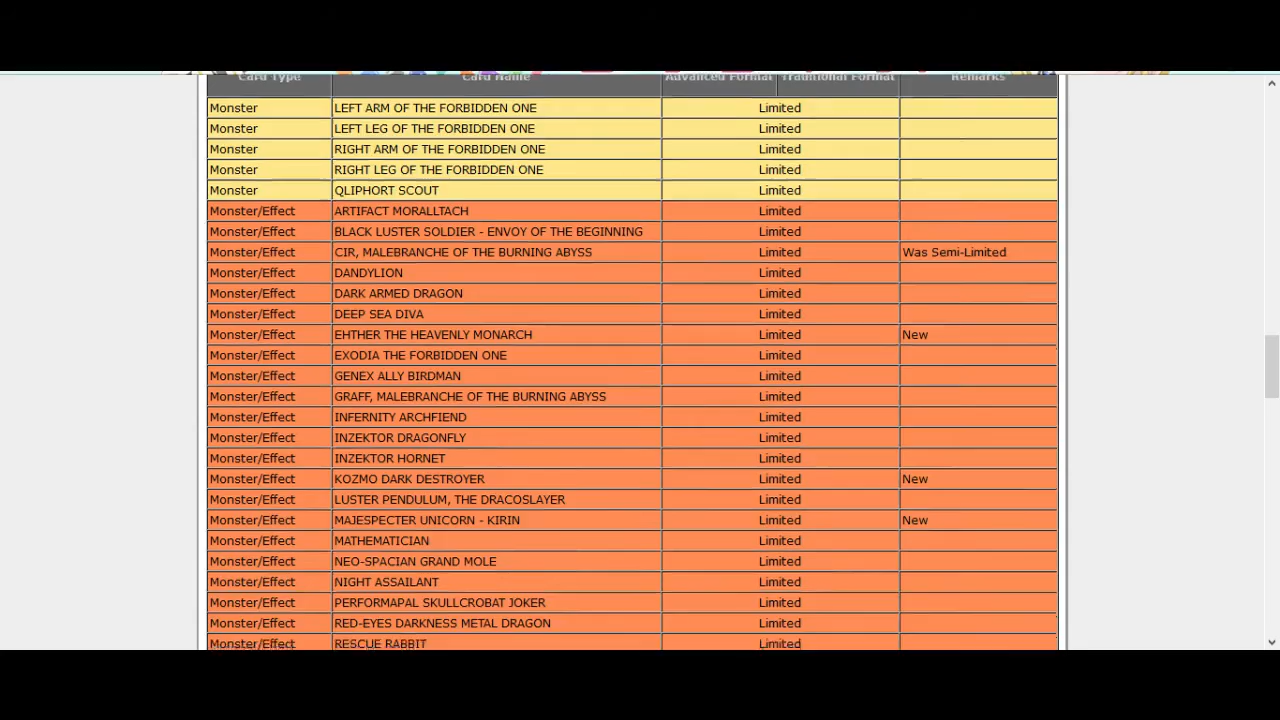 Card Type Card Name Advanced Format Traditional Format Remarks
Monster LEFT ARM OF THE FORBIDDEN ONE Limited
Monster LEFT LEG OF THE FORBIDDEN ONE Limited
Monster RIGHT ARM OF THE FORBIDDEN ONE Limited
Monster RIGHT LEG OF THE FORBIDDEN ONE Limited
Monster QLIPHORT SCOUT Limited
Monster/Effect ARTIFACT MORALLTACH Limited
Monster/Effect BLACK LUSTER SOLDIER - ENVOY OF THE BEGINNING Limited
Monster/Effect CIR, MALEBRANCHE OF THE BURNING ABYSS Limited Was Semi-Limited
Monster/Effect DANDYLION Limited
Monster/Effect DARK ARMED DRAGON Limited
Monster/Effect DEEP SEA DIVA Limited
Monster/Effect EHTHER THE HEAVENLY MONARCH Limited New
Monster/Effect EXODIA THE FORBIDDEN ONE Limited
Monster/Effect GENEX ALLY BIRDMAN Limited
Monster/Effect GRAFF, MALEBRANCHE OF THE BURNING ABYSS Limited
Monster/Effect INFERNITY ARCHFIEND Limited
Monster/Effect INZEKTOR DRAGONFLY Limited
Monster/Effect INZEKTOR HORNET Limited
Monster/Effect KOZMO DARK DESTROYER Limited New
Monster/Effect LUSTER PENDULUM, THE DRACOSLAYER Limited
Monster/Effect MAJESPECTER UNICORN - KIRIN Limited New
Monster/Effect MATHEMATICIAN Limited
Monster/Effect NEO-SPACIAN GRAND MOLE Limited
Monster/Effect NIGHT ASSAILANT Limited
Monster/Effect PERFORMAPAL SKULLCROBAT JOKER Limited
Monster/Effect RED-EYES DARKNESS METAL DRAGON Limited
Monster/Effect RESCUE RABBIT Limited